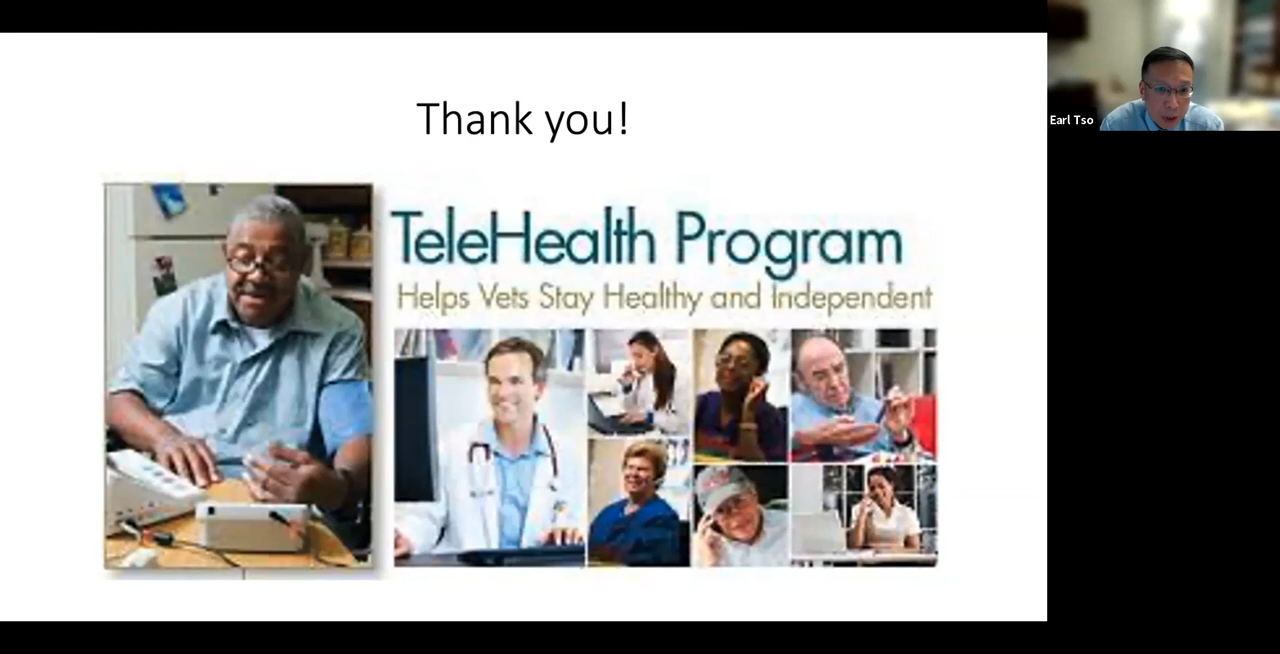 Thank you!
TeleHealth Program
Helps Vets Stay Healthy and Independent
Earl Tso